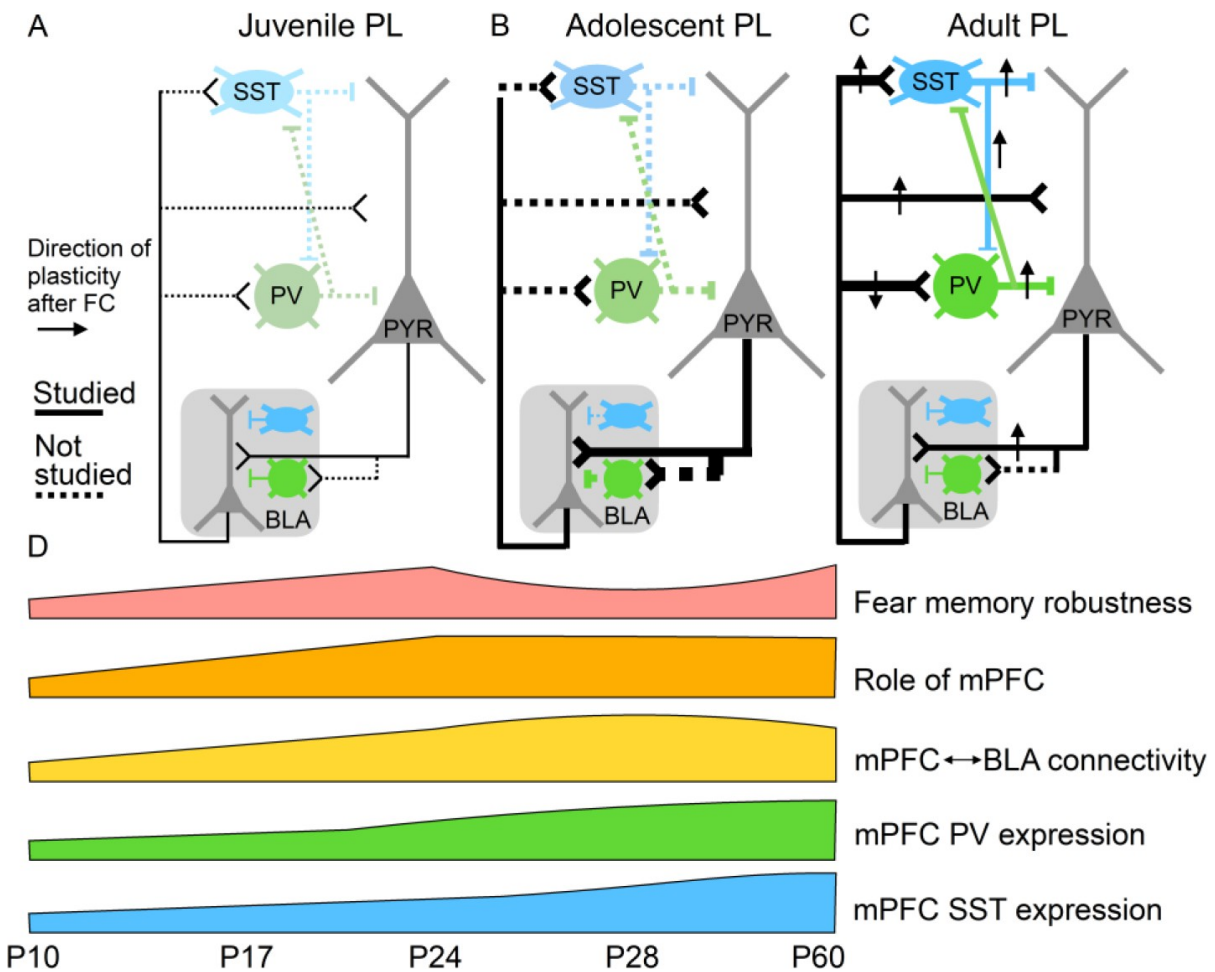 A
Juvenile PL
B
Adolescent PL
C
Adult PL
SST
SST
SST
Direction of
plasticity
after FC
PV
PV
PV
PYR
PYR
PYR
Studied
Not
studied
BLA
BLA
BLA
D
Fear memory robustness
Role of mPFC
mPFC↔BLA connectivity
mPFC PV expression
mPFC SST expression
P10
P17
P24
P28
P60